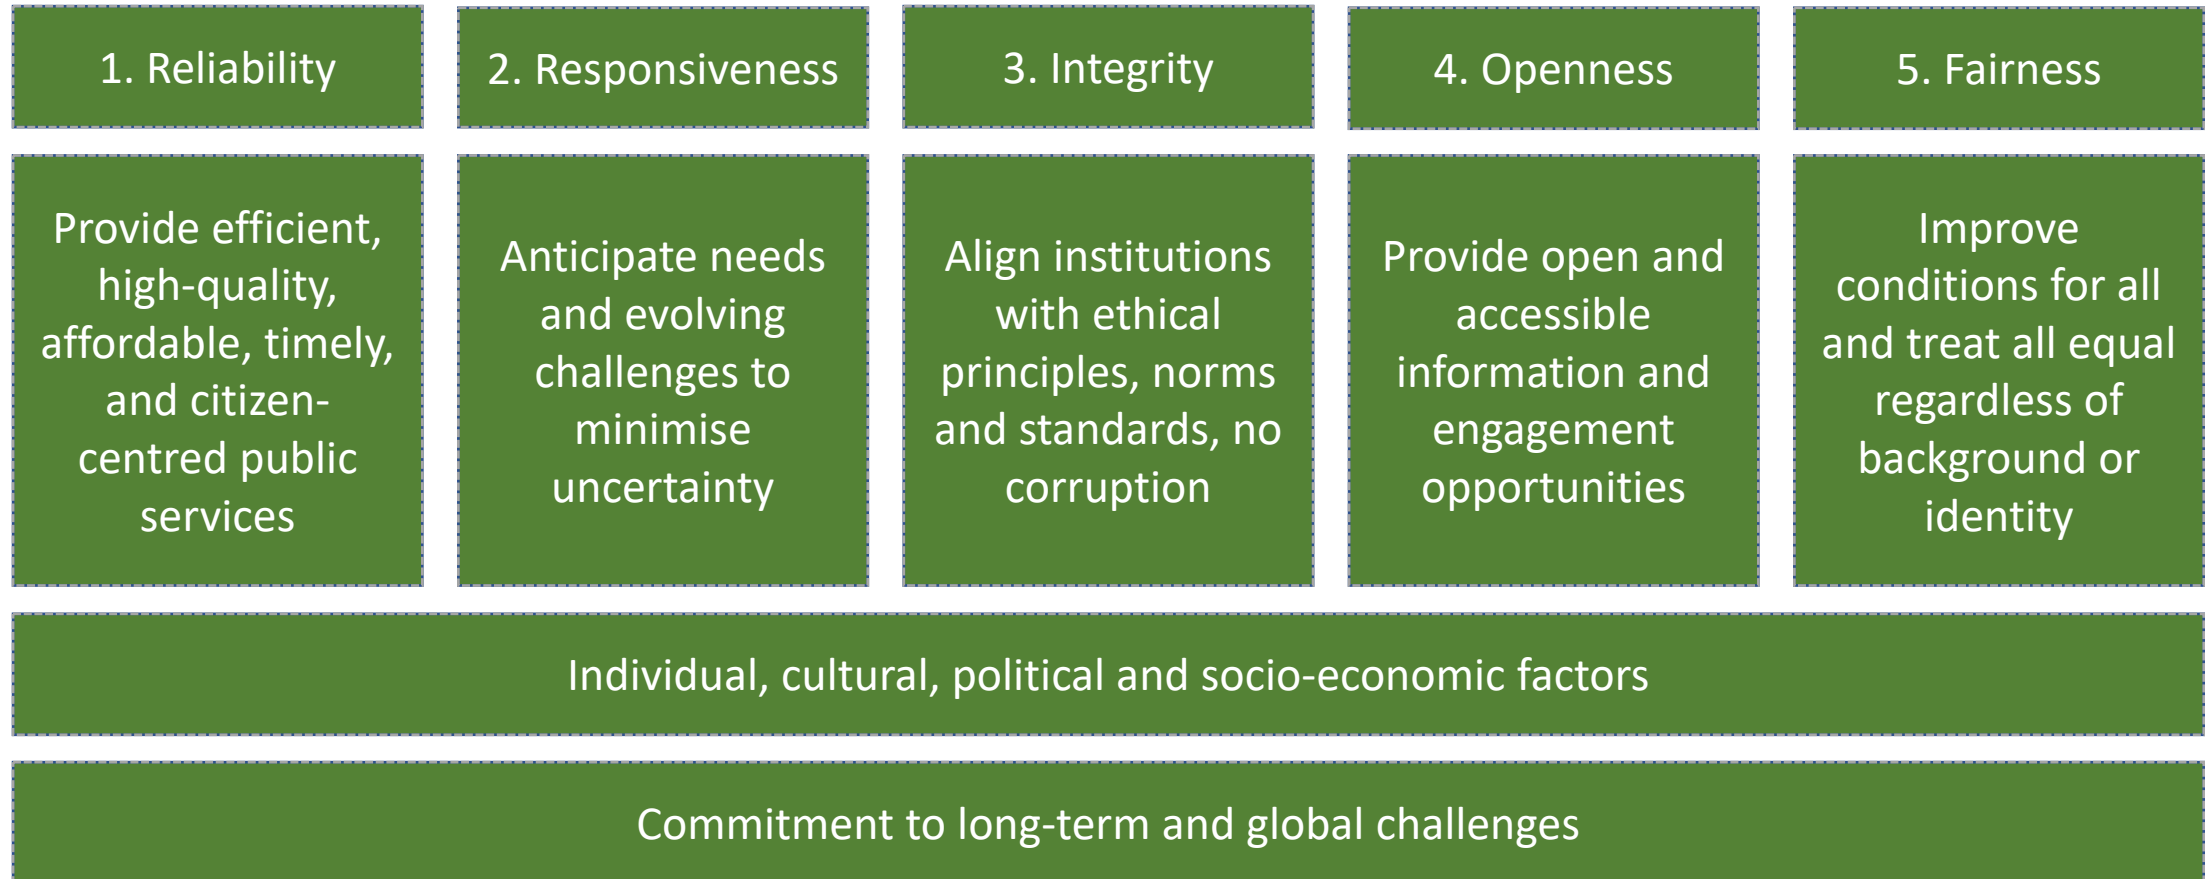 1. Reliability
2. Responsiveness
3. Integrity
4. Openness
5. Fairness
Provide efficient,
high-quality,
affordable, timely,
and citizen-
centred public
services
Anticipate needs
and evolving
challenges to
minimise
uncertainty
Align institutions
with ethical
principles, norms
and standards, no
corruption
Provide open and
accessible
information and
engagement
opportunities
Improve
conditions for all
and treat all equal
regardless of
background or
identity
Individual, cultural, political and socio-economic factors
Commitment to long-term and global challenges